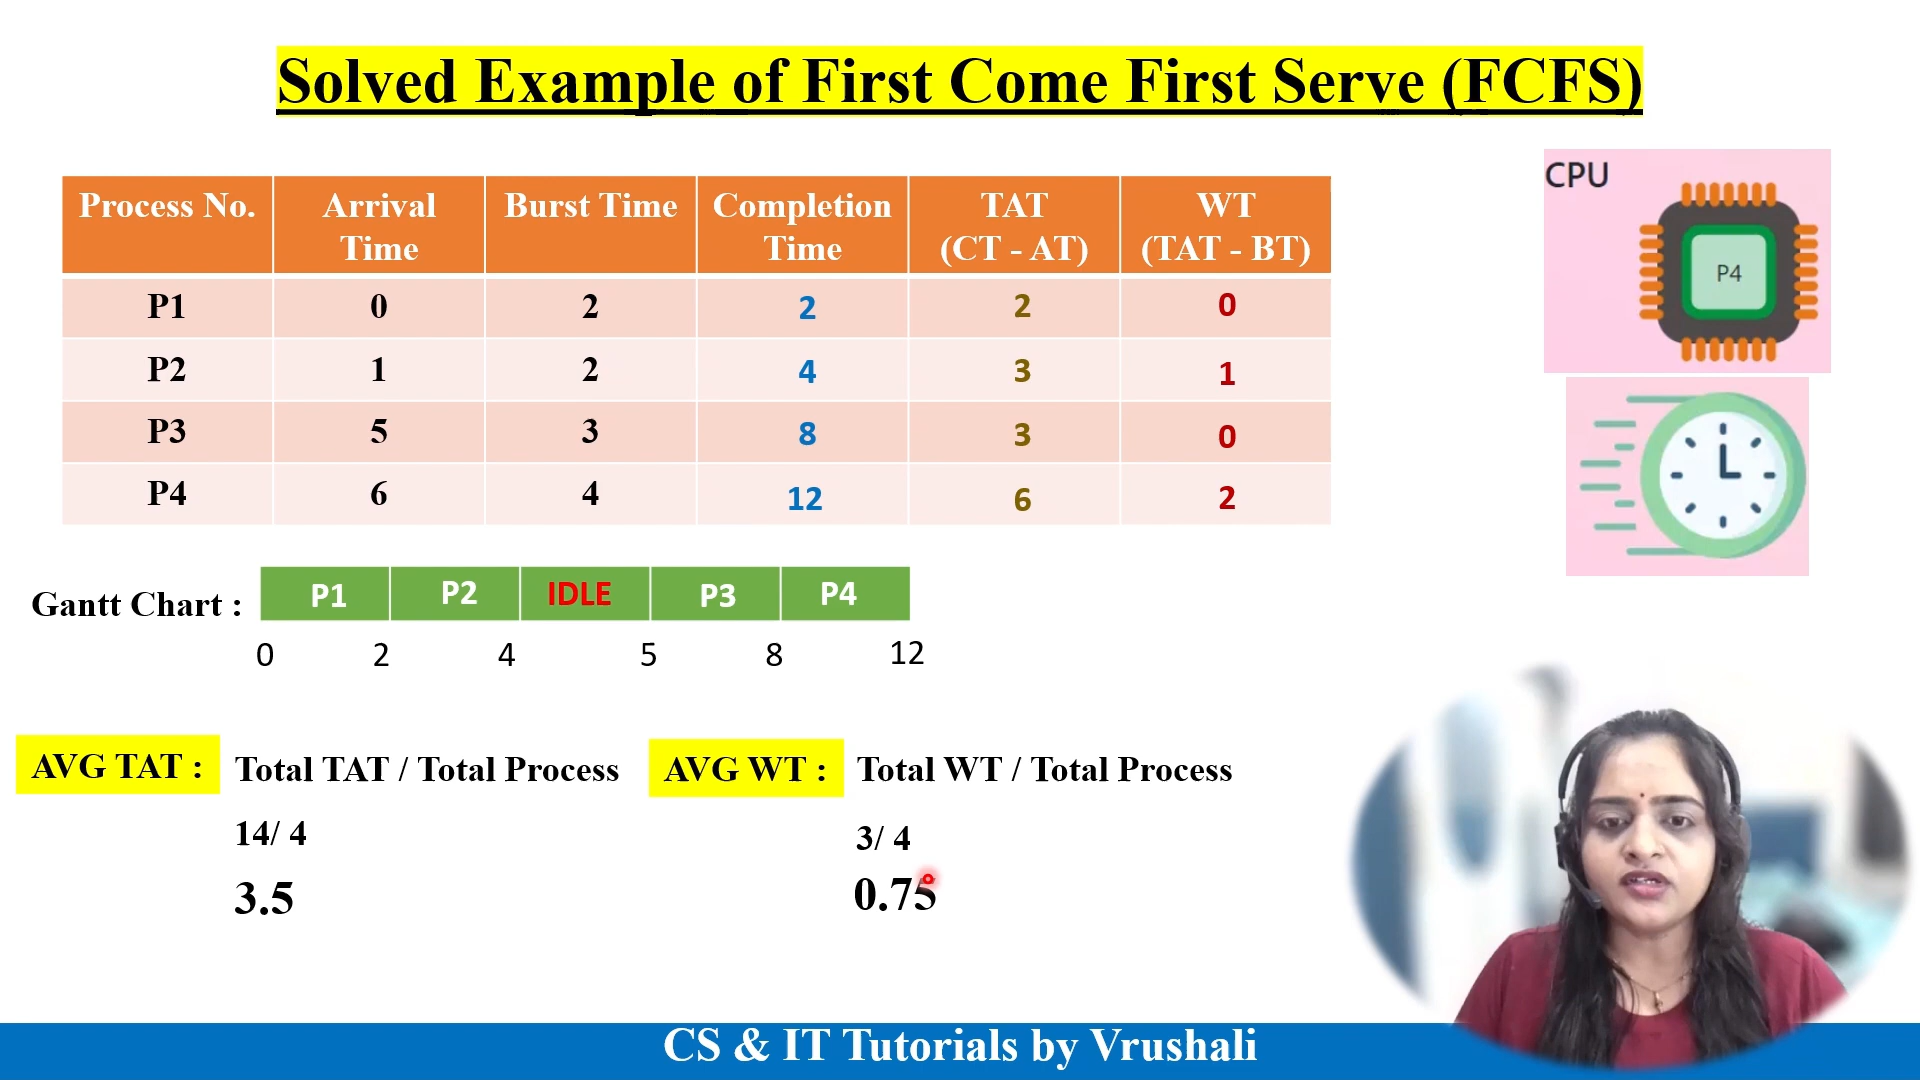 Solved Example of First Come First Serve (FCFS)
CPU
P4
Process No. Arrival Time Burst Time Completion Time TAT (CT - AT) WT (TAT - BT)
P1 0 2 2 2 0
P2 1 2 4 3 1
P3 5 3 8 3 0
P4 6 4 12 6 2
Gantt Chart : P1 P2 IDLE P3 P4
0 2 4 5 8 12
AVG TAT : Total TAT / Total Process
14/ 4
3.5
AVG WT : Total WT / Total Process
3/ 4
0.75
CS & IT Tutorials by Vrushali